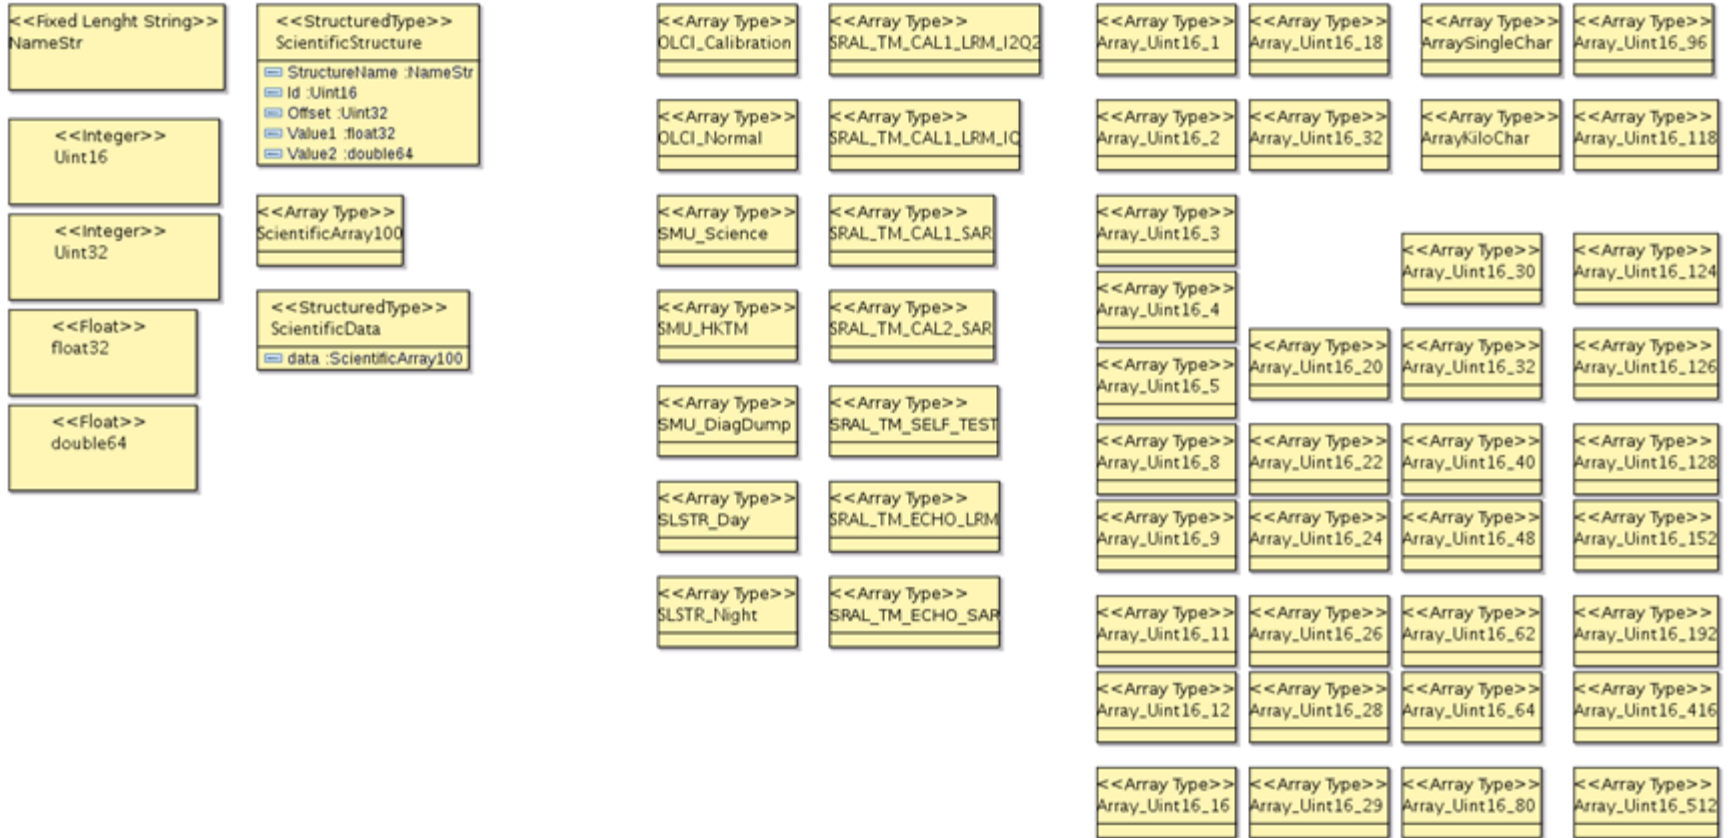 <<Fixed Lenght String>>
NameStr
<<Integer>>
Uint16
<<Integer>>
Uint32
<<Float>>
float32
<<Float>>
double64
<<StructuredType>>
ScientificStructure
StructureName :NameStr
Id :Uint16
Offset :Uint32
Value1 :float32
Value2 :double64
<<Array Type>>
ScientificArray100
<<StructuredType>>
ScientificData
data :ScientificArray100
<<Array Type>>
OLCI_Calibration
<<Array Type>>
OLCI_Normal
<<Array Type>>
SMU_Science
<<Array Type>>
SMU_HKTM
<<Array Type>>
SMU_DiagDump
<<Array Type>>
SLSTR_Day
<<Array Type>>
SLSTR_Night
<<Array Type>>
SRAL_TM_CAL1_LRM_I2Q2
<<Array Type>>
SRAL_TM_CAL1_LRM_IQ
<<Array Type>>
SRAL_TM_CAL1_SAR
<<Array Type>>
SRAL_TM_CAL2_SAR
<<Array Type>>
SRAL_TM_SELF_TEST
<<Array Type>>
SRAL_TM_ECHO_LRM
<<Array Type>>
SRAL_TM_ECHO_SAR
<<Array Type>>
Array_Uint16_1
<<Array Type>>
Array_Uint16_2
<<Array Type>>
Array_Uint16_3
<<Array Type>>
Array_Uint16_4
<<Array Type>>
Array_Uint16_5
<<Array Type>>
Array_Uint16_8
<<Array Type>>
Array_Uint16_9
<<Array Type>>
Array_Uint16_11
<<Array Type>>
Array_Uint16_12
<<Array Type>>
Array_Uint16_16
<<Array Type>>
Array_Uint16_18
<<Array Type>>
Array_Uint16_32
<<Array Type>>
Array_Uint16_20
<<Array Type>>
Array_Uint16_22
<<Array Type>>
Array_Uint16_24
<<Array Type>>
Array_Uint16_26
<<Array Type>>
Array_Uint16_28
<<Array Type>>
Array_Uint16_29
<<Array Type>>
ArraySingleChar
<<Array Type>>
ArrayKiloChar
<<Array Type>>
Array_Uint16_30
<<Array Type>>
Array_Uint16_32
<<Array Type>>
Array_Uint16_40
<<Array Type>>
Array_Uint16_48
<<Array Type>>
Array_Uint16_62
<<Array Type>>
Array_Uint16_64
<<Array Type>>
Array_Uint16_80
<<Array Type>>
Array_Uint16_96
<<Array Type>>
Array_Uint16_118
<<Array Type>>
Array_Uint16_124
<<Array Type>>
Array_Uint16_126
<<Array Type>>
Array_Uint16_128
<<Array Type>>
Array_Uint16_152
<<Array Type>>
Array_Uint16_192
<<Array Type>>
Array_Uint16_416
<<Array Type>>
Array_Uint16_512